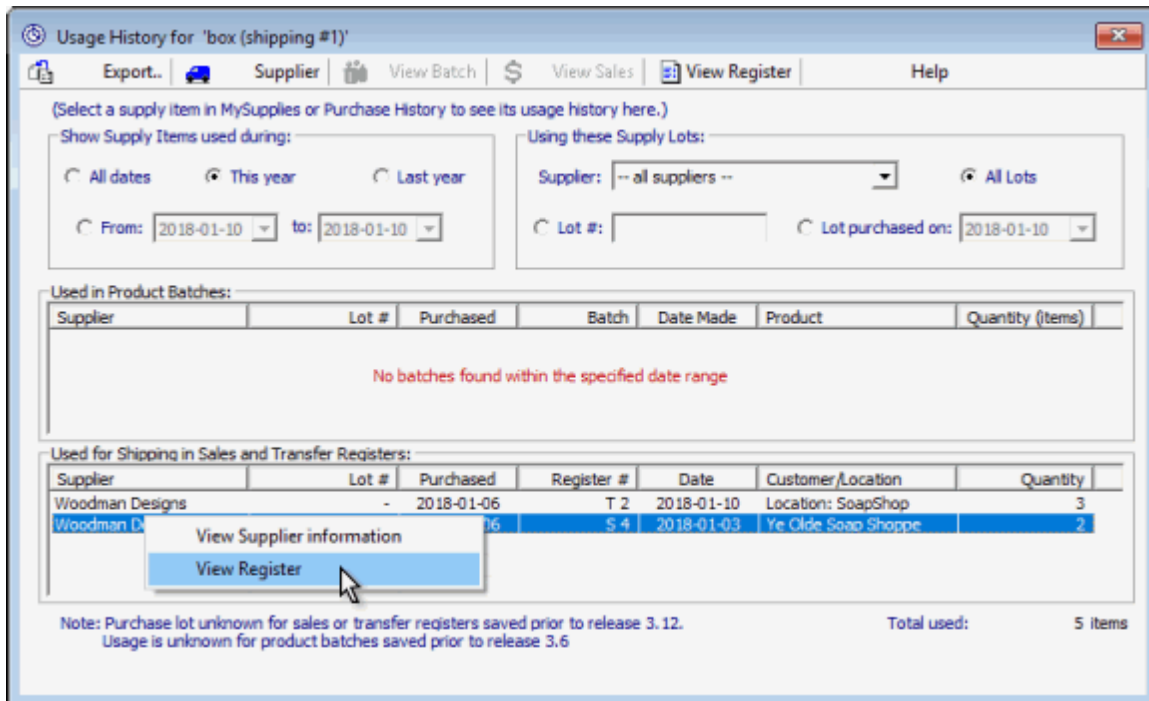 Usage History for 'box (shipping #1)'
Export.. Supplier View Batch View Sales View Register Help
(Select a supply item in MySupplies or Purchase History to see its usage history here.)
Show Supply Items used during: Using these Supply Lots:
All dates This year Last year Supplier: -- all suppliers -- All Lots
From: 2018-01-10 to: 2018-01-10 Lot #: Lot purchased on: 2018-01-10
Used in Product Batches:
Supplier Lot # Purchased Batch Date Made Product Quantity (items)
No batches found within the specified date range
Used for Shipping in Sales and Transfer Registers:
Supplier Lot # Purchased Register # Date Customer/Location Quantity
Woodman Designs - 2018-01-06 T 2 2018-01-10 Location: SoapShop 3
Woodman 06 S 4 2018-01-03 Ye Olde Soap Shoppe 2
View Supplier information
View Register
Note: Purchase lot unknown for sales or transfer registers saved prior to release 3.12. Total used: 5 items
Usage is unknown for product batches saved prior to release 3.6